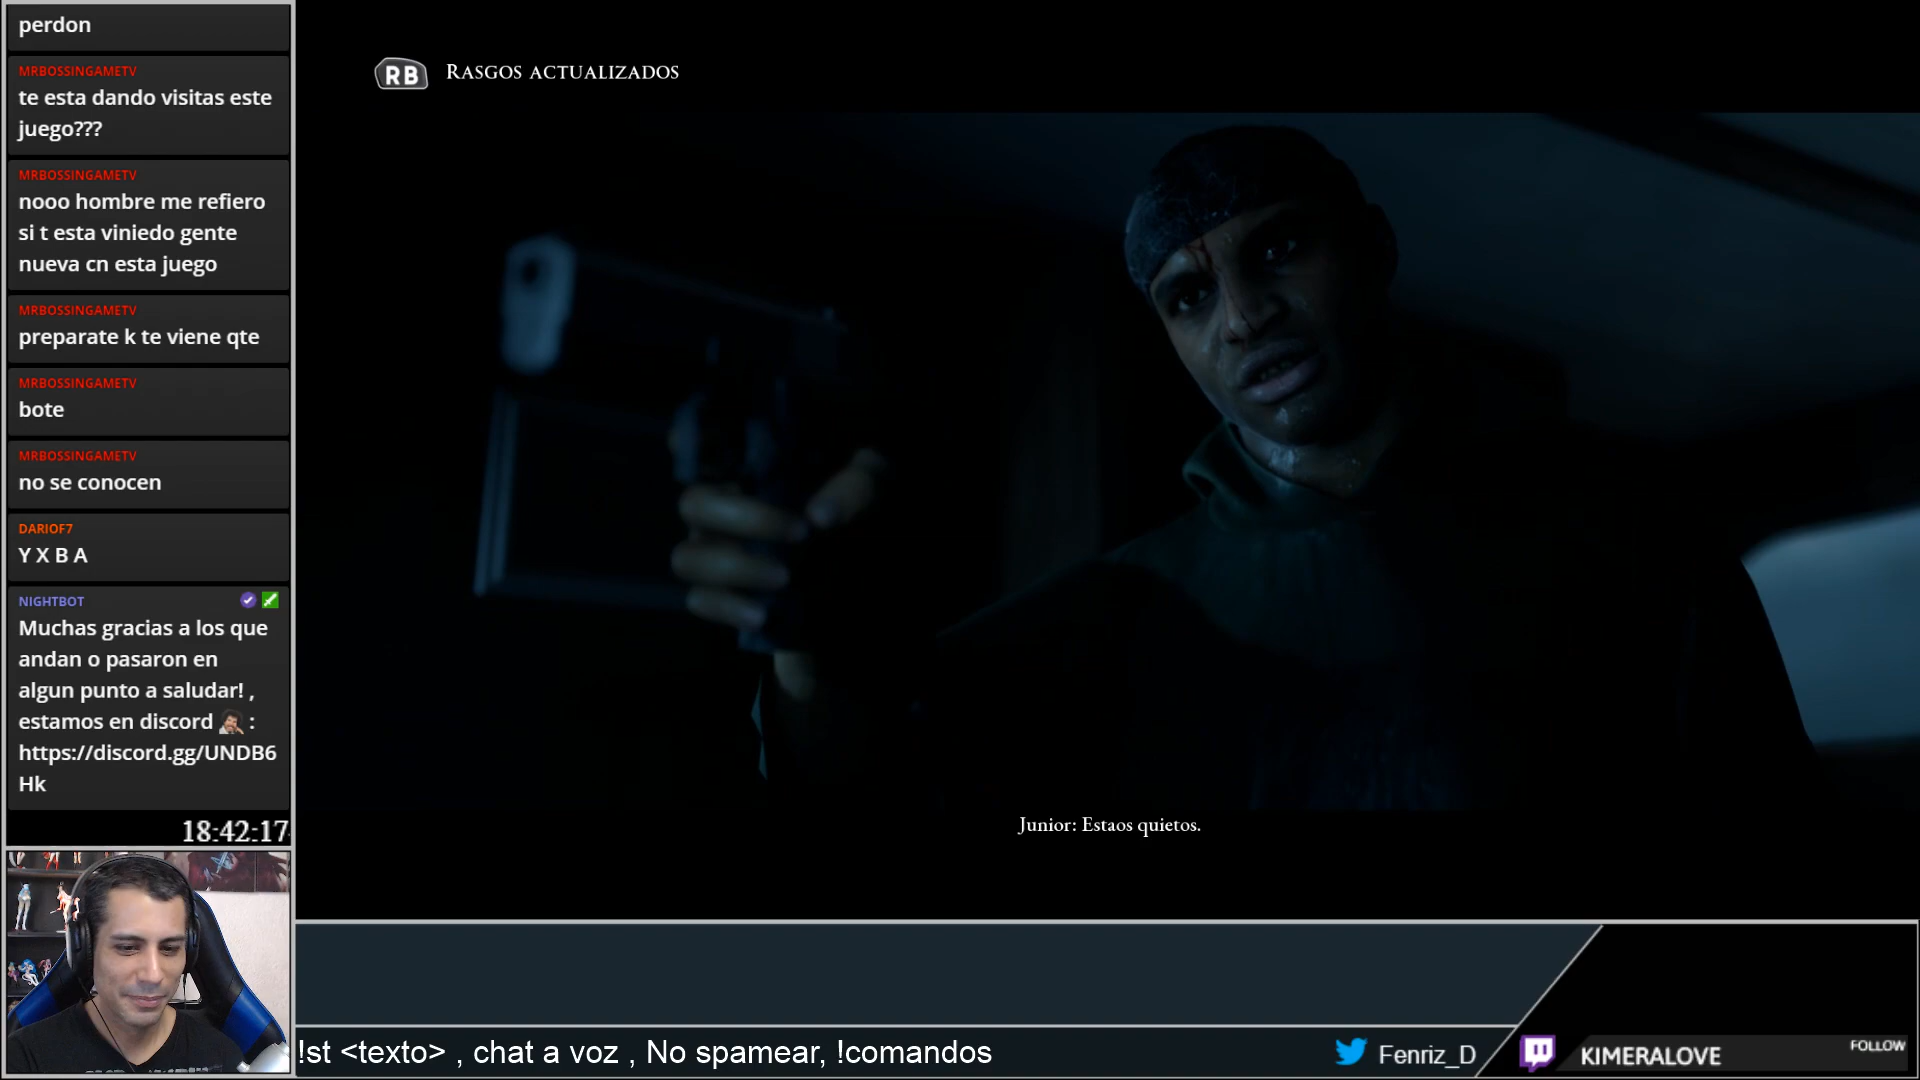 perdon
MRBOSSINGAMETV
te esta dando visitas este
juego???
MRBOSSINGAMETV
nooo hombre me refiero
si t esta viniedo gente
nueva cn esta juego
MRBOSSINGAMETV
preparate k te viene qte
MRBOSSINGAMETV
bote
MRBOSSINGAMETV
no se conocen
DARIOF7
Y X B A
NIGHTBOT
Muchas gracias a los que
andan o pasaron en
algun punto a saludar! ,
estamos en discord :
https://discord.gg/UNDB6
Hk
18:42:17
RB RASGOS ACTUALIZADOS
Junior: Estaos quietos.
!st <texto> , chat a voz , No spamear, !comandos
Fenriz_D
KIMERALOVE
FOLLOW